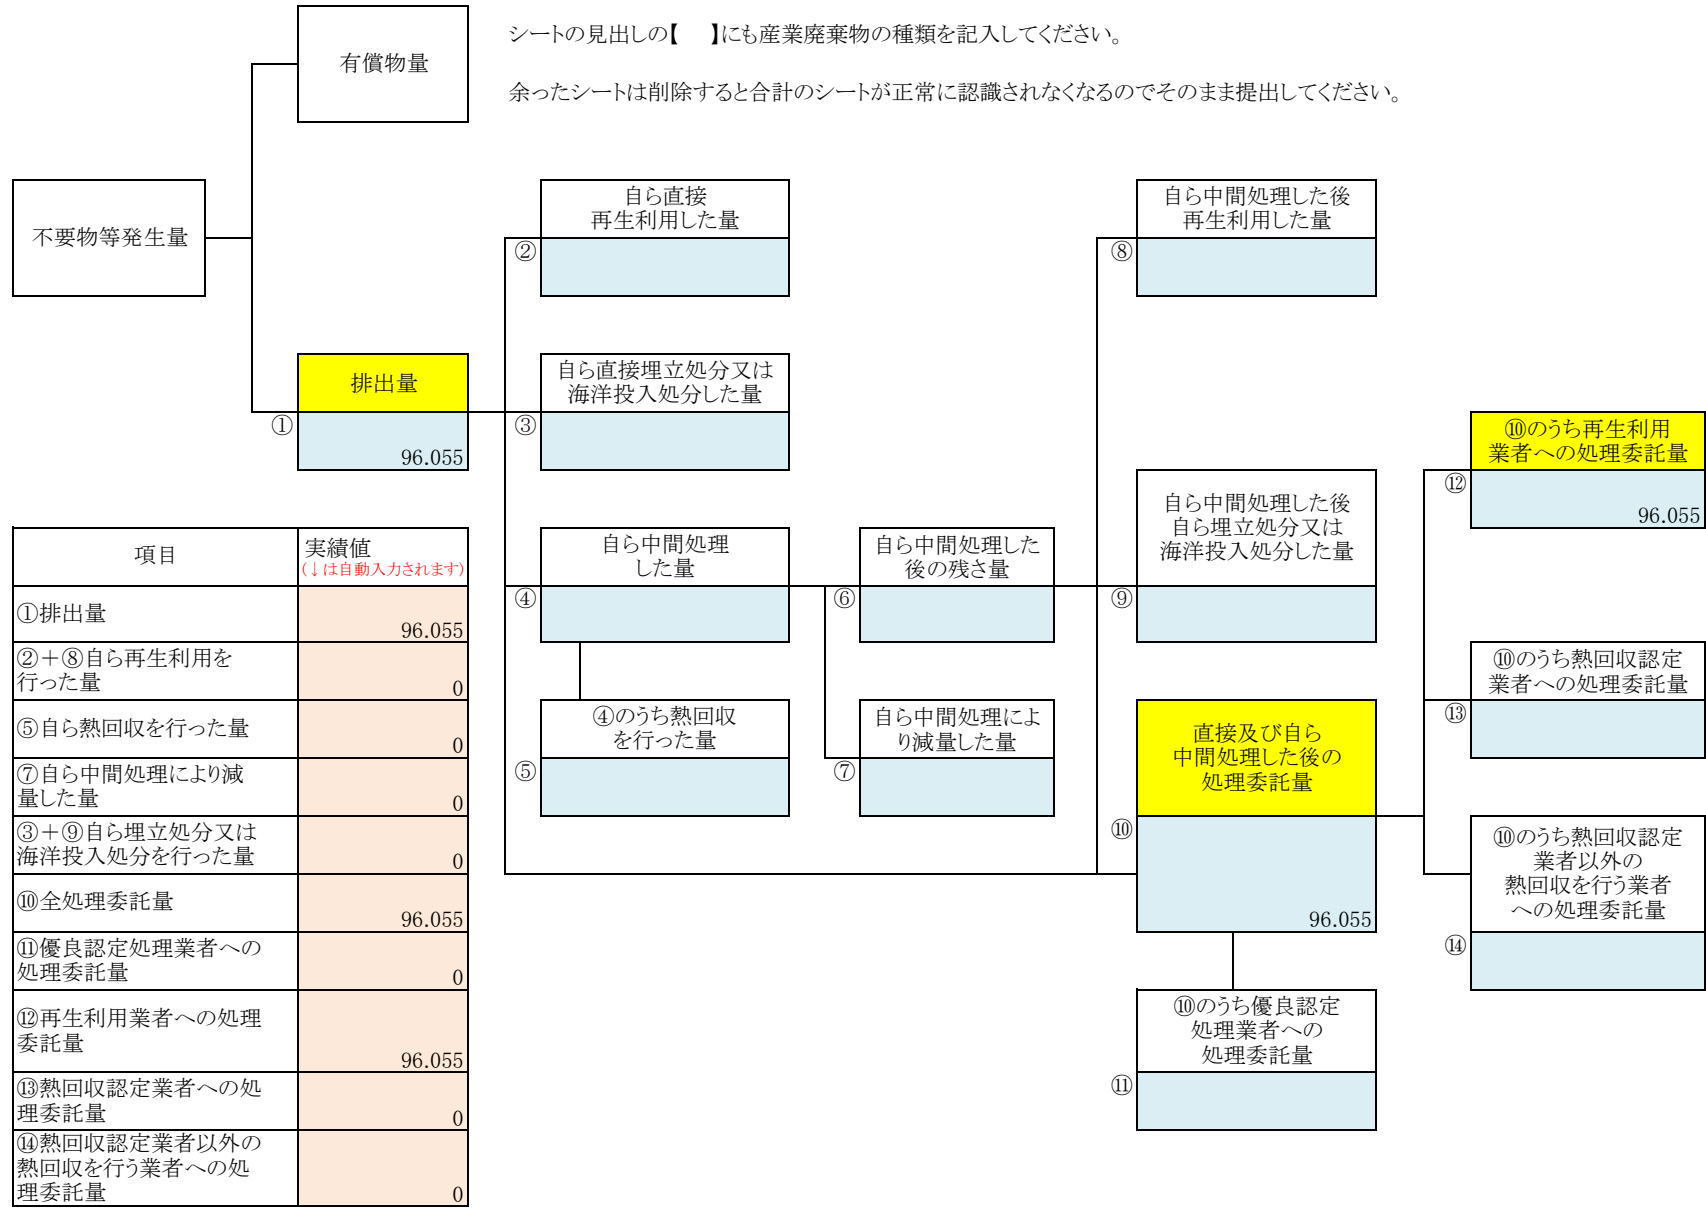 有償物量
シートの見出しの【　】にも産業廃棄物の種類を記入してください。
余ったシートは削除すると合計のシートが正常に認識されなくなるのでそのまま提出してください。
不要物等発生量
自ら直接
再生利用した量
②
自ら中間処理した後
再生利用した量
⑧
排出量
①
96.055
自ら直接埋立処分又は
海洋投入処分した量
③
⑩のうち再生利用
業者への処理委託量
⑫
96.055
自ら中間処理
した量
④
自ら中間処理した
後の残さ量
⑥
自ら中間処理した後
自ら埋立処分又は
海洋投入処分した量
⑨
⑩のうち熱回収認定
業者への処理委託量
⑬
④のうち熱回収
を行った量
⑤
自ら中間処理によ
り減量した量
⑦
直接及び自ら
中間処理した後の
処理委託量
⑩
96.055
⑩のうち熱回収認定
業者以外の
熱回収を行う業者
への処理委託量
⑭
⑩のうち優良認定
処理業者への
処理委託量
⑪
項目
実績値
(↓は自動入力されます)
①排出量
96.055
②＋⑧自ら再生利用を
行った量
0
⑤自ら熱回収を行った量
0
⑦自ら中間処理により減
量した量
0
③＋⑨自ら埋立処分又は
海洋投入処分を行った量
0
⑩全処理委託量
96.055
⑪優良認定処理業者への
処理委託量
0
⑫再生利用業者への処理
委託量
96.055
⑬熱回収認定業者への処
理委託量
0
⑭熱回収認定業者以外の
熱回収を行う業者への処
理委託量
0